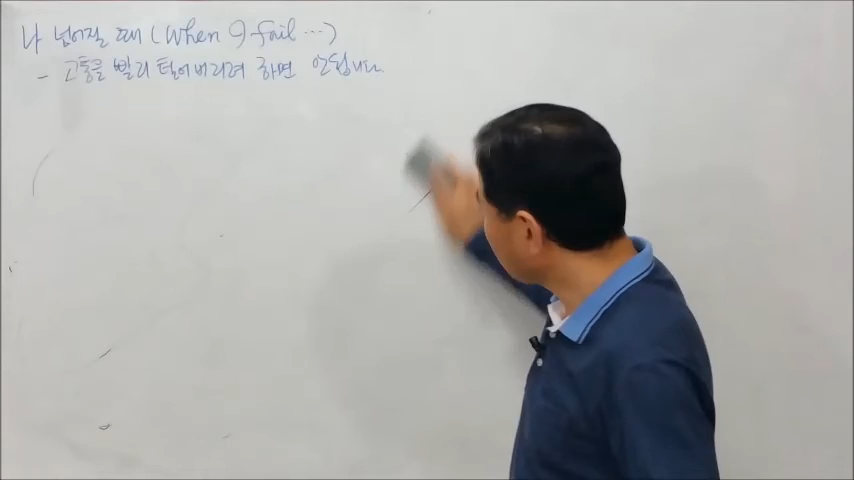 나 넘어질 때 (When I fail ...)
- 고통을 빨리 털어버리려 하면 안됩니다.